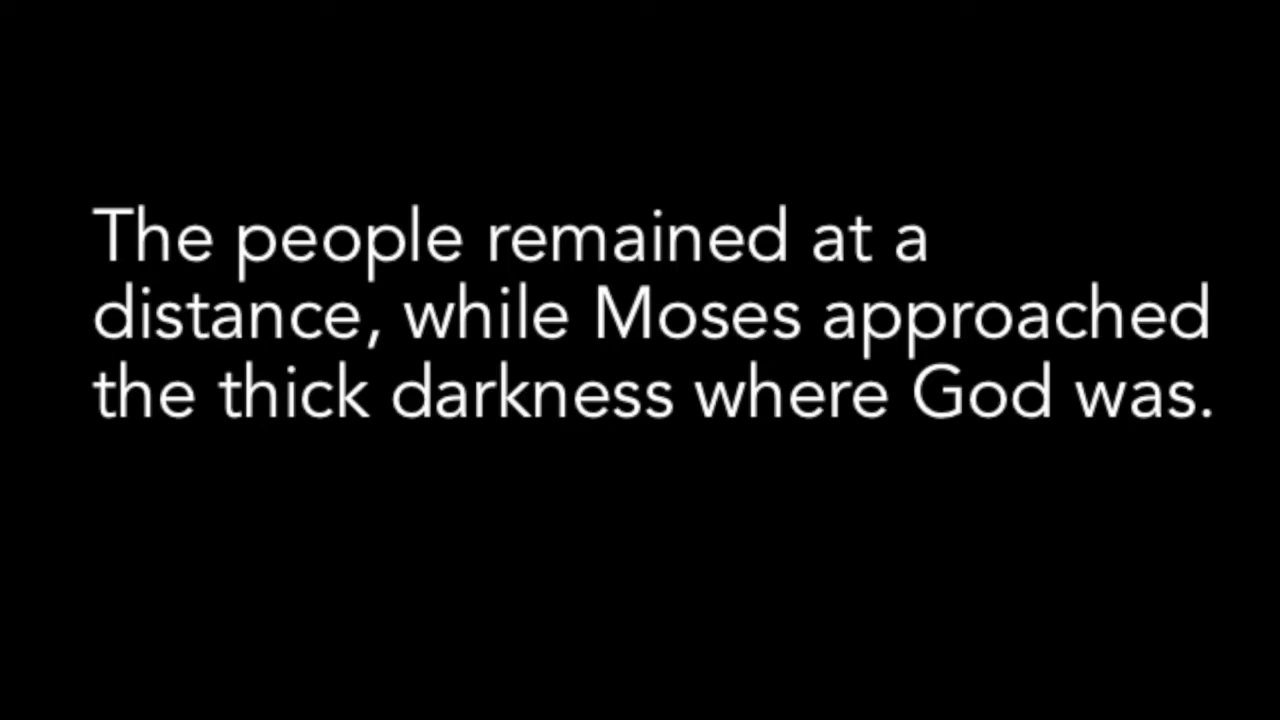 The people remained at a
distance, while Moses approached
the thick darkness where God was.